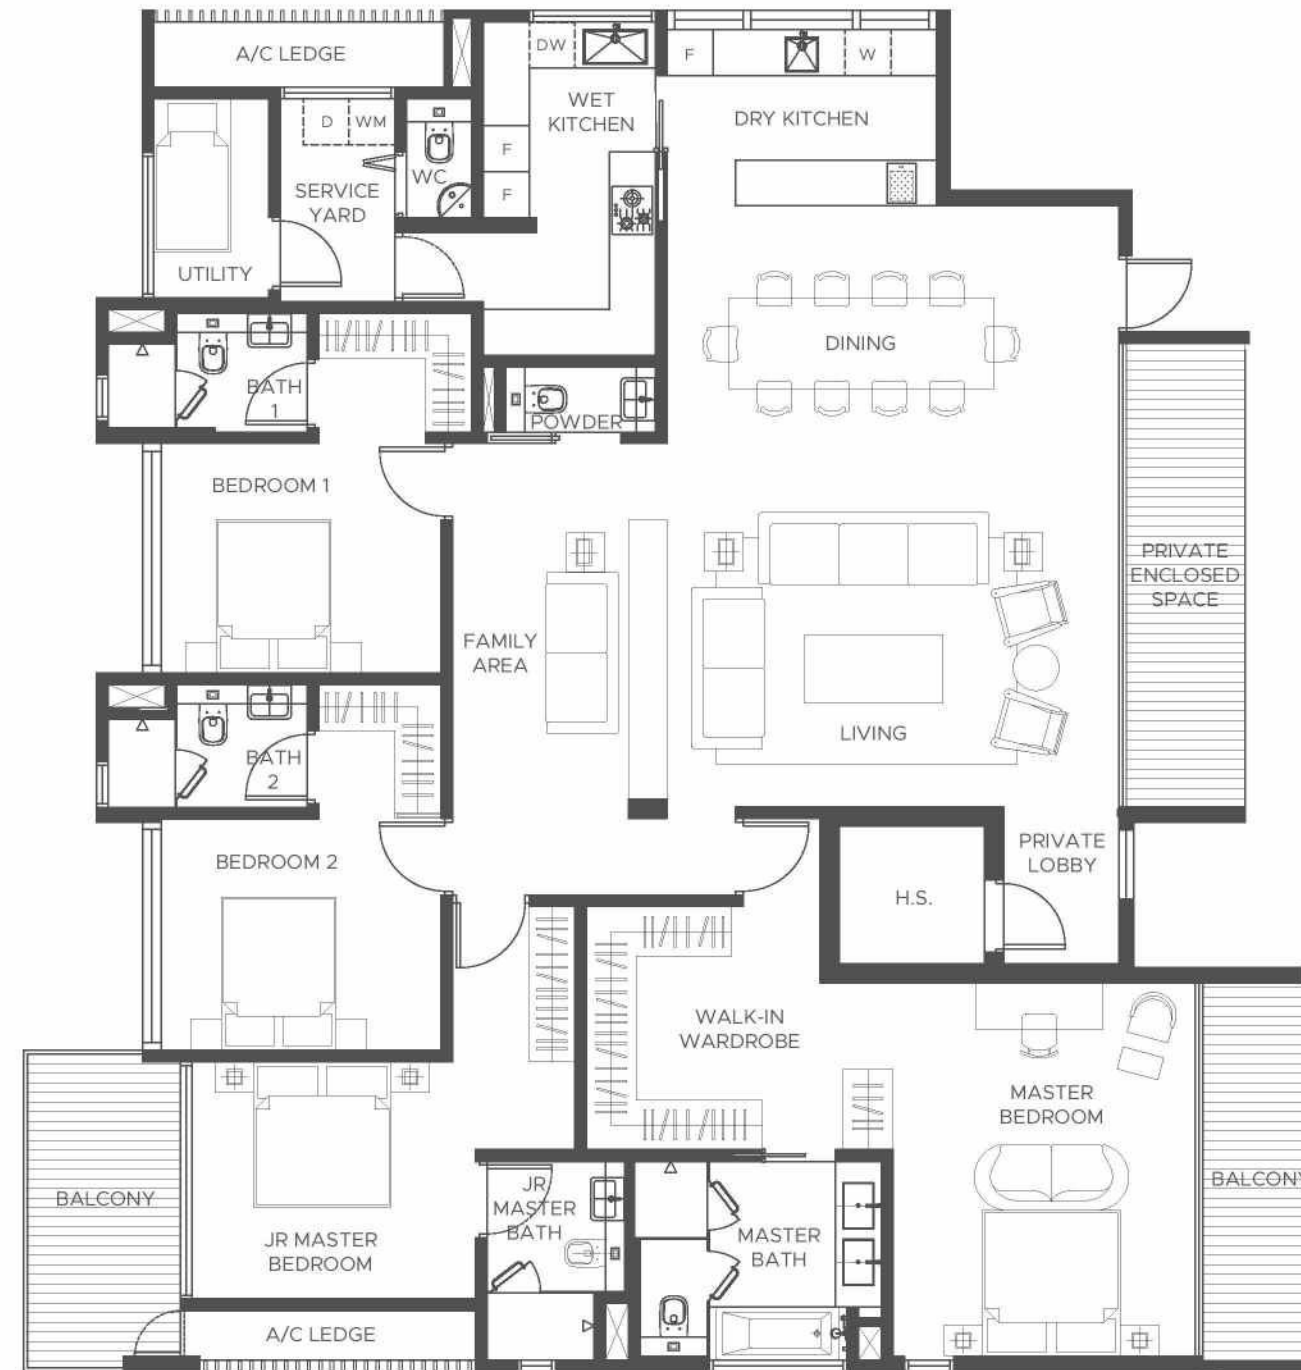 A/C LEDGE
DW
F
W
WET
KITCHEN
DRY KITCHEN
D
WM
F
WC
F
SERVICE
YARD
UTILITY
DINING
BATH
1
POWDER
BEDROOM 1
PRIVATE
ENCLOSED
SPACE
FAMILY
AREA
LIVING
BATH
2
BEDROOM 2
PRIVATE
LOBBY
H.S.
WALK-IN
WARDROBE
MASTER
BEDROOM
BALCONY
JR
MASTER
BATH
BALCONY
MASTER
BATH
JR MASTER
BEDROOM
A/C LEDGE